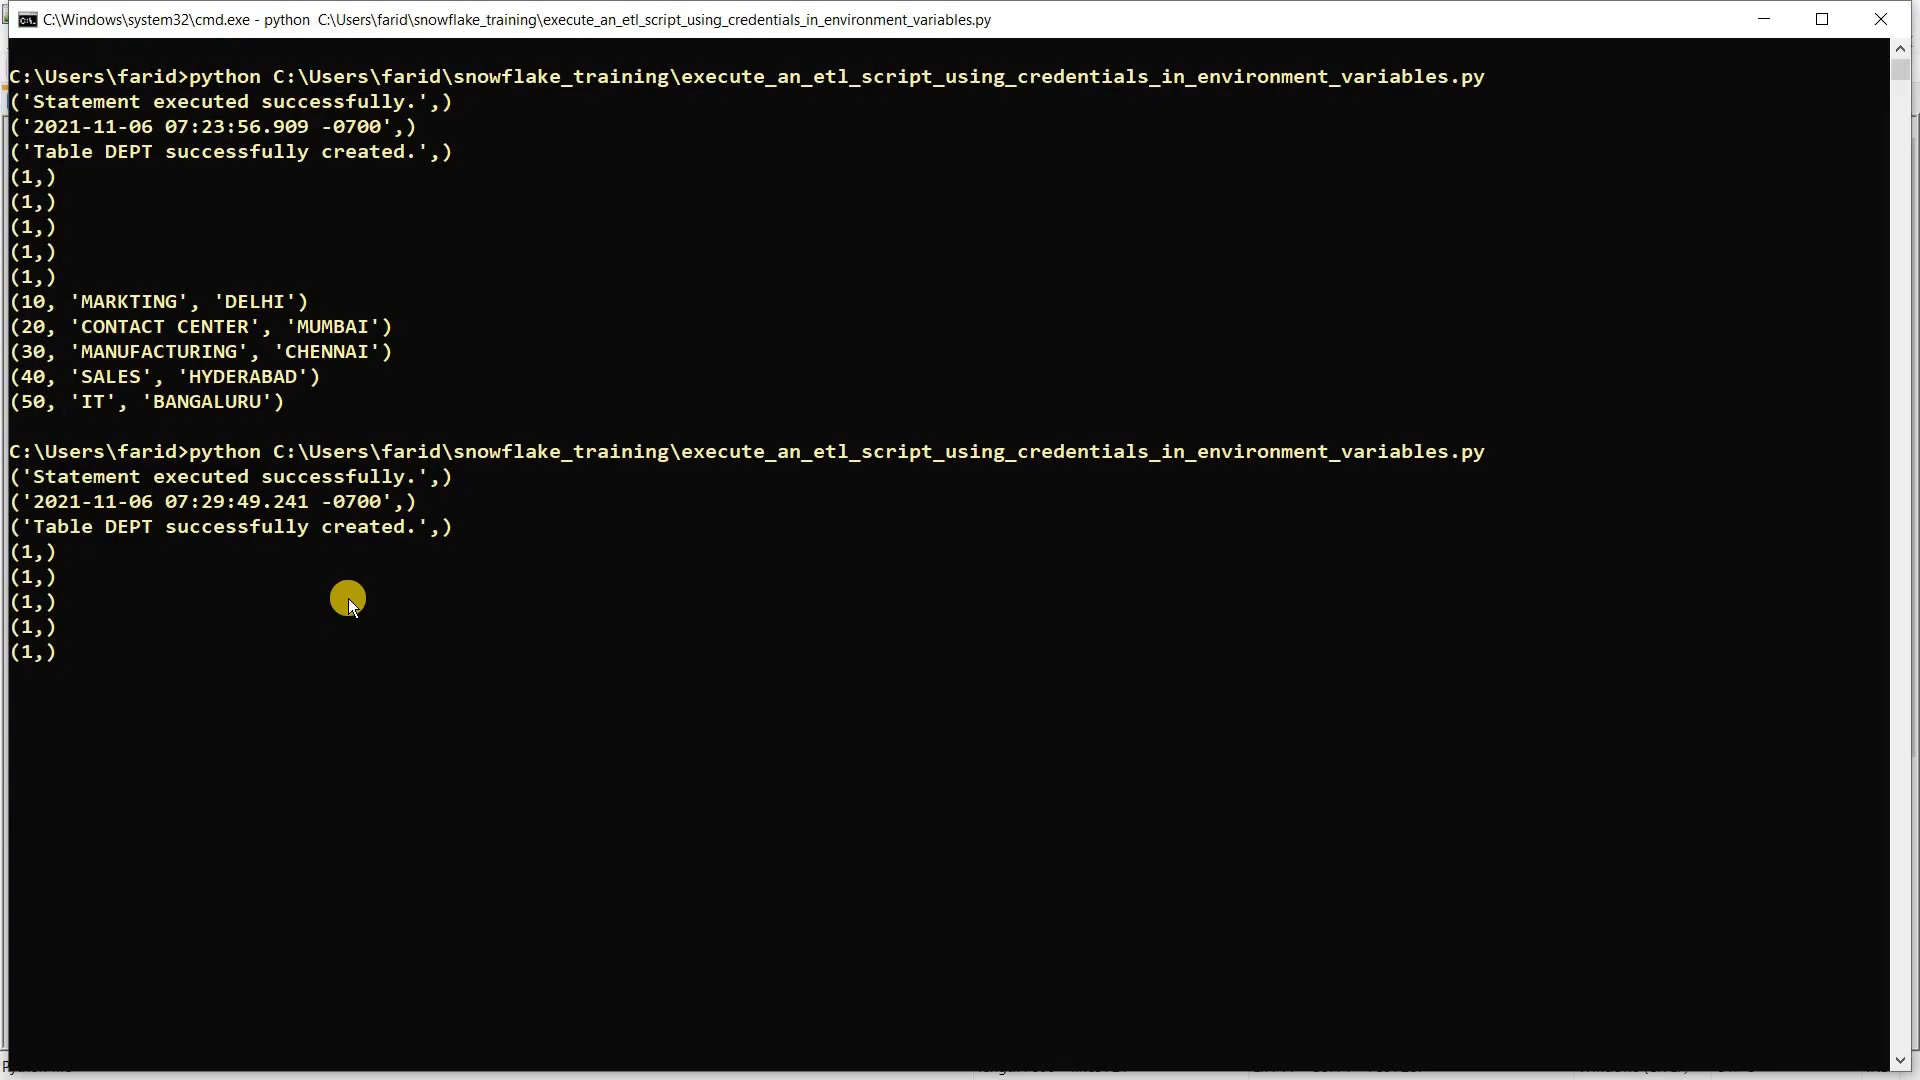 C:\Windows\system32\cmd.exe - python  C:\Users\farid\snowflake_training\execute_an_etl_script_using_credentials_in_environment_variables.py
C:\Users\farid>python C:\Users\farid\snowflake_training\execute_an_etl_script_using_credentials_in_environment_variables.py
('Statement executed successfully.',)
('2021-11-06 07:23:56.909 -0700',)
('Table DEPT successfully created.',)
(1,)
(1,)
(1,)
(1,)
(1,)
(10, 'MARKTING', 'DELHI')
(20, 'CONTACT CENTER', 'MUMBAI')
(30, 'MANUFACTURING', 'CHENNAI')
(40, 'SALES', 'HYDERABAD')
(50, 'IT', 'BANGALURU')
C:\Users\farid>python C:\Users\farid\snowflake_training\execute_an_etl_script_using_credentials_in_environment_variables.py
('Statement executed successfully.',)
('2021-11-06 07:29:49.241 -0700',)
('Table DEPT successfully created.',)
(1,)
(1,)
(1,)
(1,)
(1,)